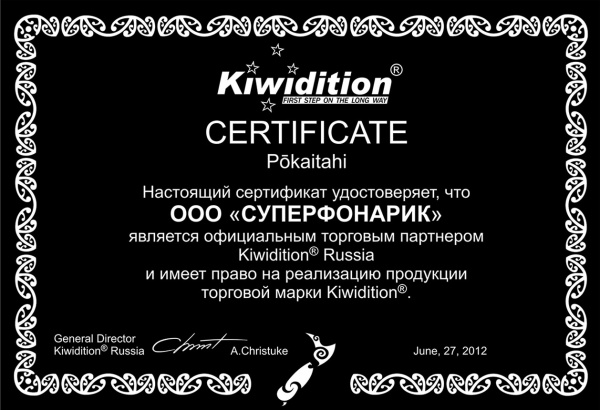 Kiwidition®
FIRST STEP ON THE LONG WAY
CERTIFICATE
Pōkaitahi
Настоящий сертификат удостоверяет, что
ООО «СУПЕРФОНАРИК»
является официальным торговым партнером
Kiwidition® Russia
и имеет право на реализацию продукции
торговой марки Kiwidition®.
General Director
Kiwidition® Russia
A.Christuke
June, 27, 2012